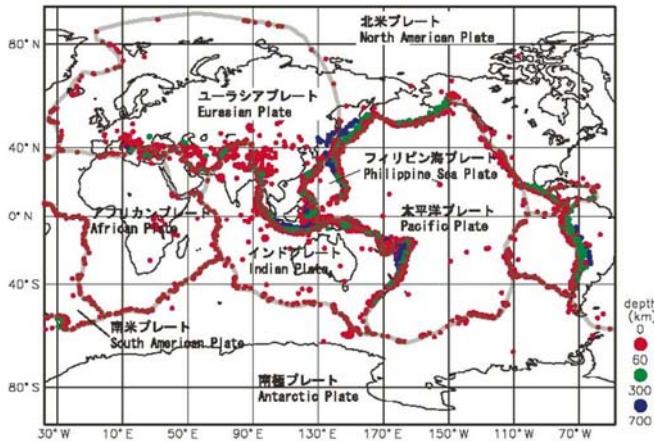 80°N
北米プレート
North American Plate
ユーラシアプレート
Eurasian Plate
40°N
フィリピン海プレート
Philippine Sea Plate
0°N
アフリカンプレート
African Plate
太平洋プレート
Pacific Plate
インドプレート
Indian Plate
40°S
南米プレート
South American Plate
80°S
南極プレート
Antarctic Plate
30°W 10°E 50°E 90°E 130°E 170°E 150°W 110°W 70°W
depth
(km)
0
60
300
700